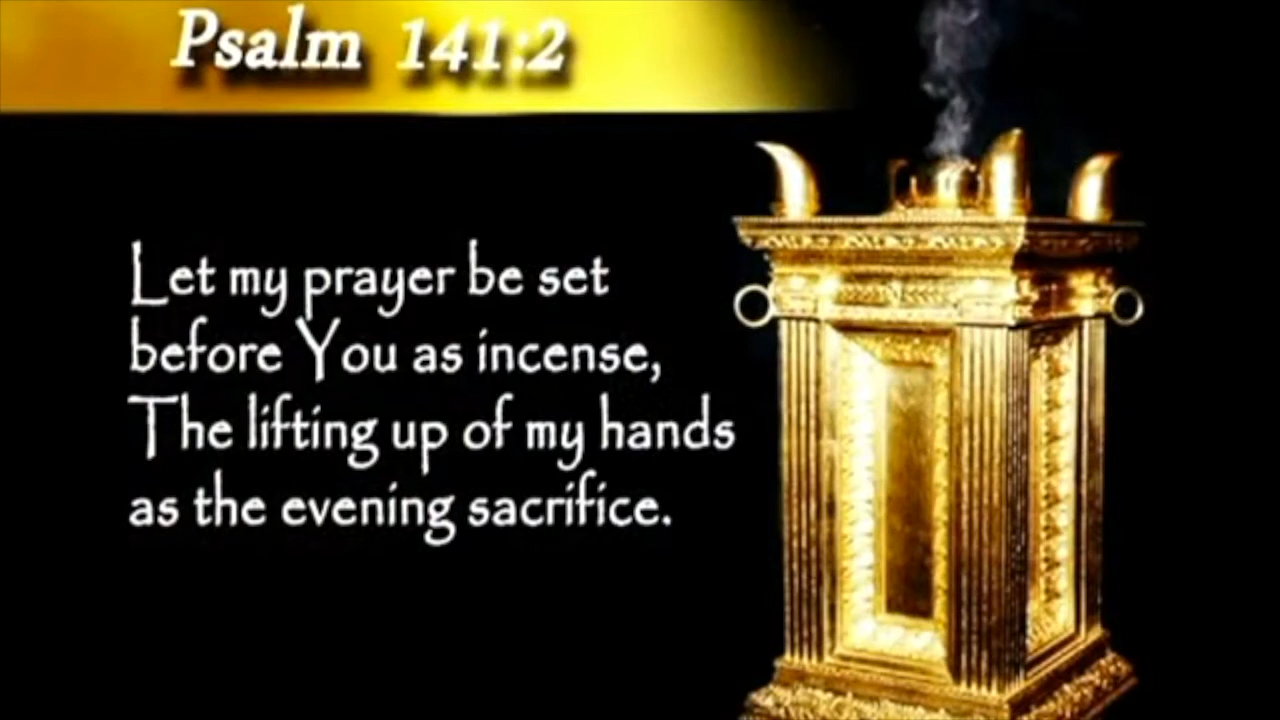 Psalm 141:2
Let my prayer be set
before You as incense,
The lifting up of my hands
as the evening sacrifice.